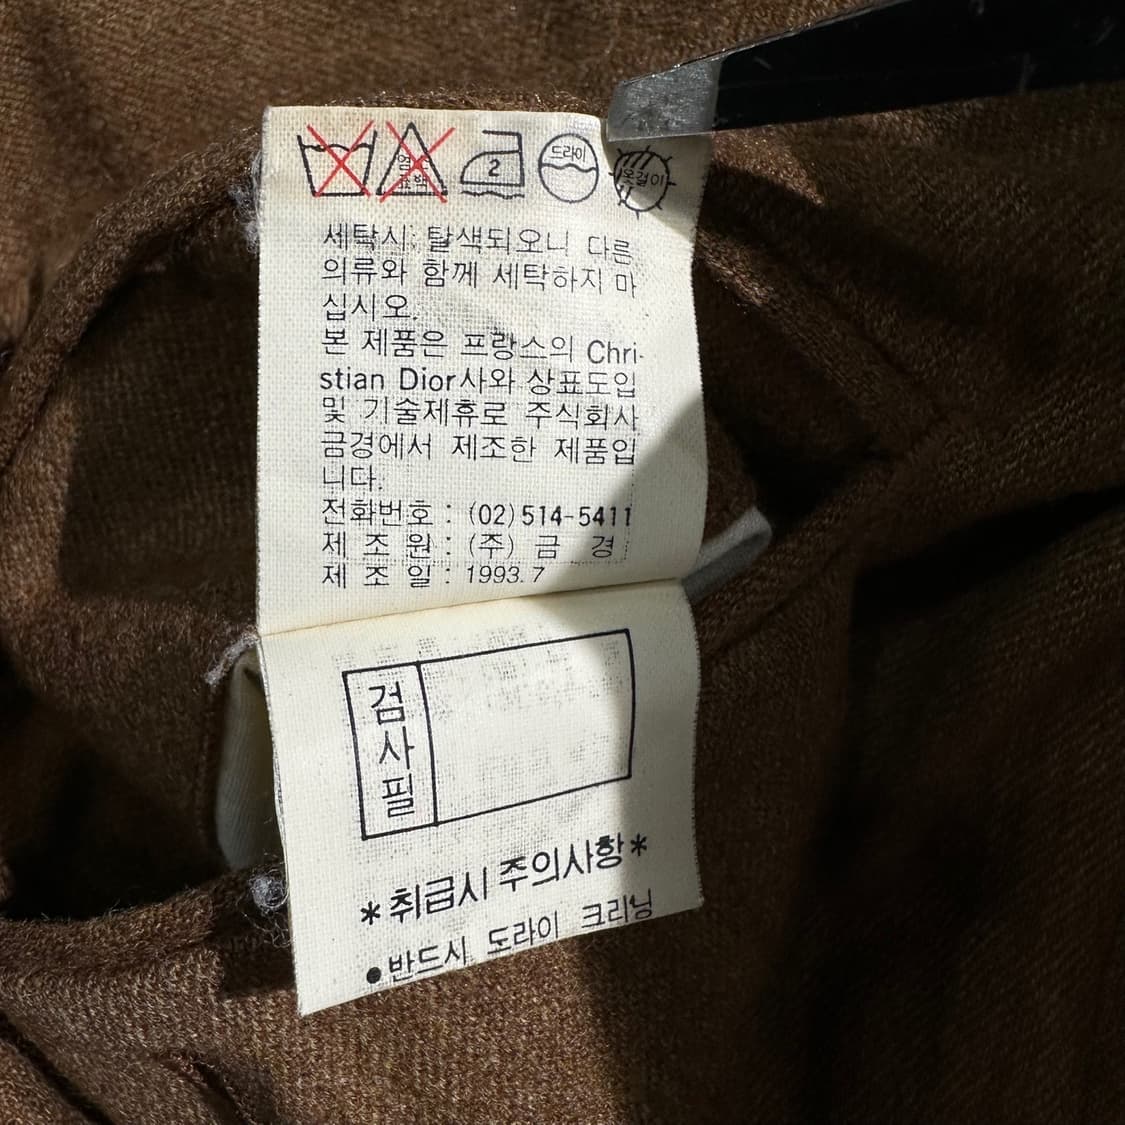 염소
표백
2
드라이
옷걸이
세탁시 탈색되오니 다른
의류와 함께 세탁하지 마
십시오.
본 제품은 프랑스의 Chri-
stian Dior사와 상표도입
및 기술제휴로 주식회사
금경에서 제조한 제품입
니다.
전화번호 : (02)514-5411
제 조 원 : (주) 금 경
제 조 일 : 1993.7
검
사
필
*취급시 주의사항*
●반드시 도라이 크리닝